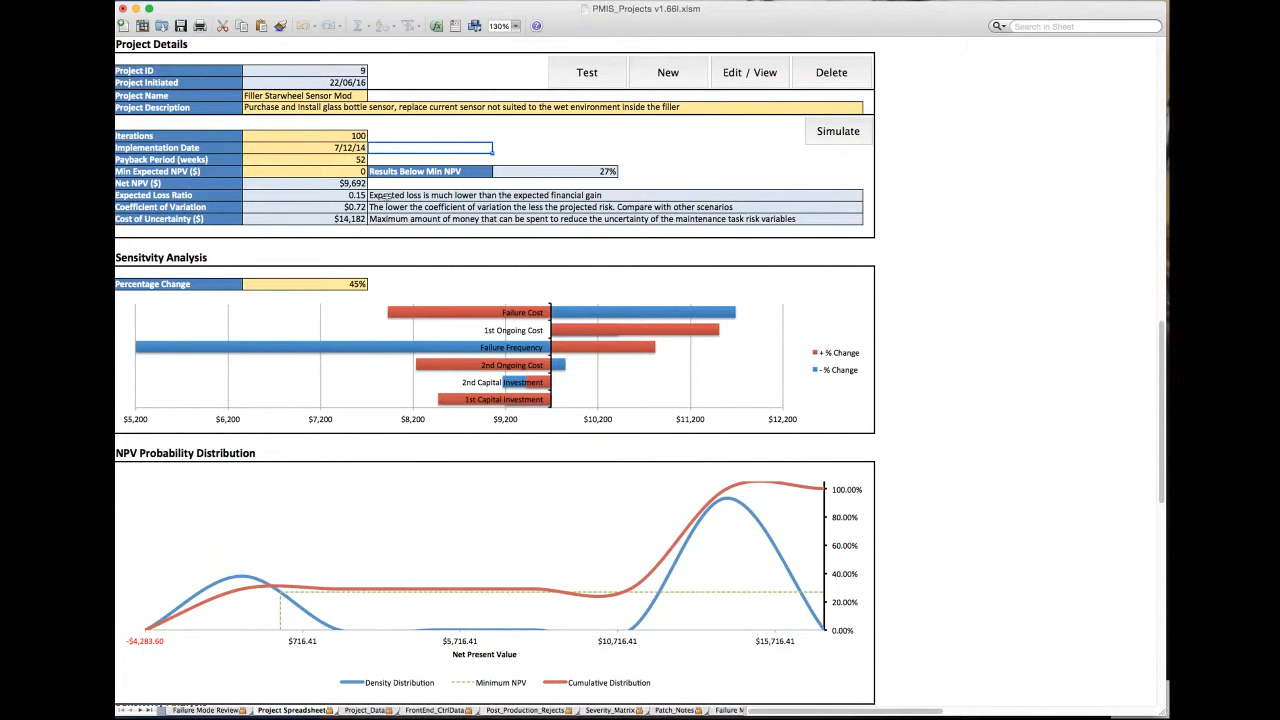 PMIS_Projects v1.66l.xlsm
130%
Search in Sheet
Project Details
Project ID 9
Project Initiated 22/06/16
Project Name Filler Starwheel Sensor Mod
Project Description Purchase and Install glass bottle sensor, replace current sensor not suited to the wet environment inside the filler
Test New Edit / View Delete
Iterations 100
Implementation Date 7/12/14
Payback Period (weeks) 52
Min Expected NPV ($) 0 Results Below Min NPV 27%
Net NPV ($) $9,692
Expected Loss Ratio 0.15 Expected loss is much lower than the expected financial gain
Coefficient of Variation $0.72 The lower the coefficient of variation the less the projected risk. Compare with other scenarios
Cost of Uncertainty ($) $14,182 Maximum amount of money that can be spent to reduce the uncertainty of the maintenance task risk variables
Simulate
Sensitvity Analysis
Percentage Change 45%
Failure Cost
1st Ongoing Cost
Failure Frequency
2nd Ongoing Cost
2nd Capital Investment
1st Capital Investment
+ % Change
- % Change
$5,200 $6,200 $7,200 $8,200 $9,200 $10,200 $11,200 $12,200
NPV Probability Distribution
100.00%
80.00%
60.00%
40.00%
20.00%
0.00%
-$4,283.60 $716.41 $5,716.41 $10,716.41 $15,716.41
Net Present Value
Density Distribution Minimum NPV Cumulative Distribution
Failure Mode Review Project Spreadsheet Project_Data FrontEnd_CtrlData Post_Production_Rejects Severity_Matrix Patch_Notes Failure M